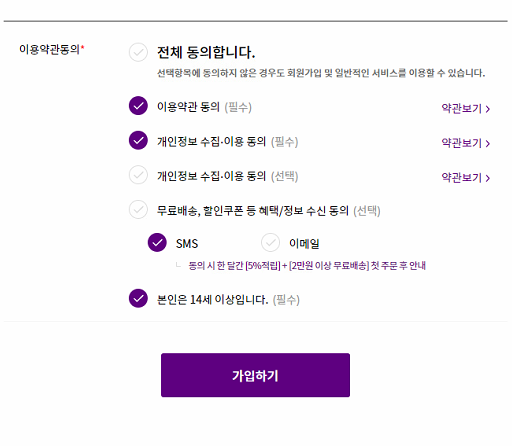 이용약관동의*
전체 동의합니다.
선택항목에 동의하지 않은 경우도 회원가입 및 일반적인 서비스를 이용할 수 있습니다.
이용약관 동의 (필수) 약관보기 >
개인정보 수집∙이용 동의 (필수) 약관보기 >
개인정보 수집∙이용 동의 (선택) 약관보기 >
무료배송, 할인쿠폰 등 혜택/정보 수신 동의 (선택)
SMS 이메일
동의 시 한 달간 [5%적립] + [2만원 이상 무료배송] 첫 주문 후 안내
본인은 14세 이상입니다. (필수)
가입하기